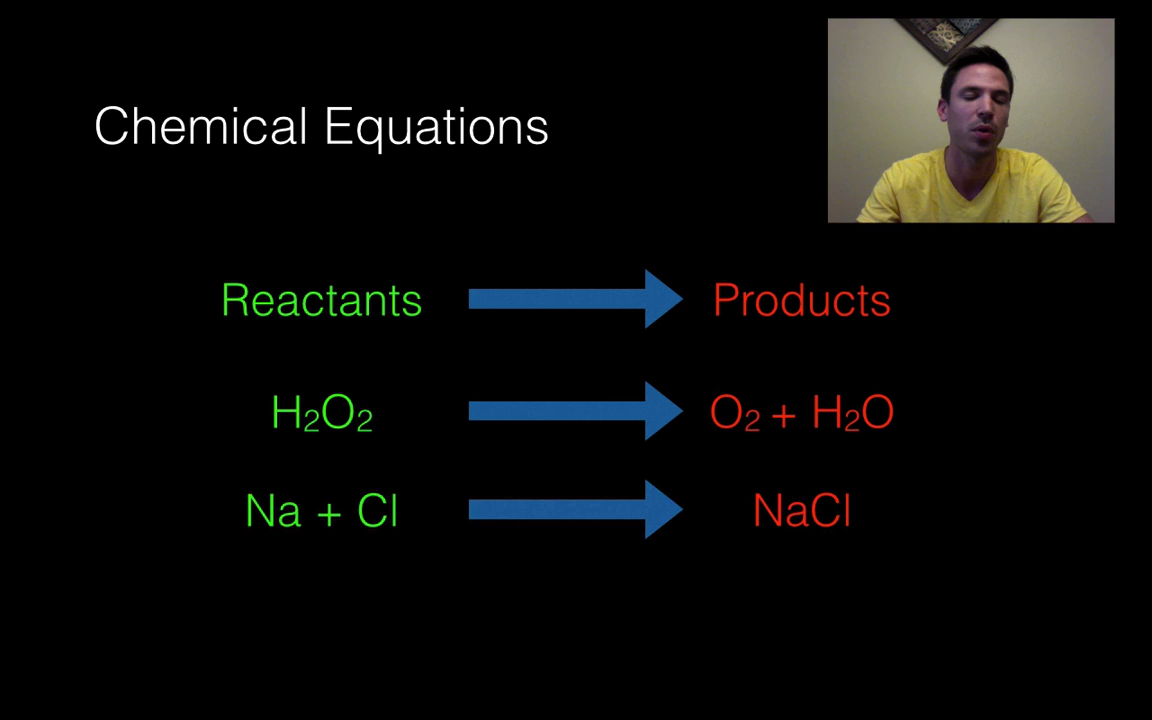 Chemical Equations
Reactants Products
H₂O₂ O₂ + H₂O
Na + Cl NaCl